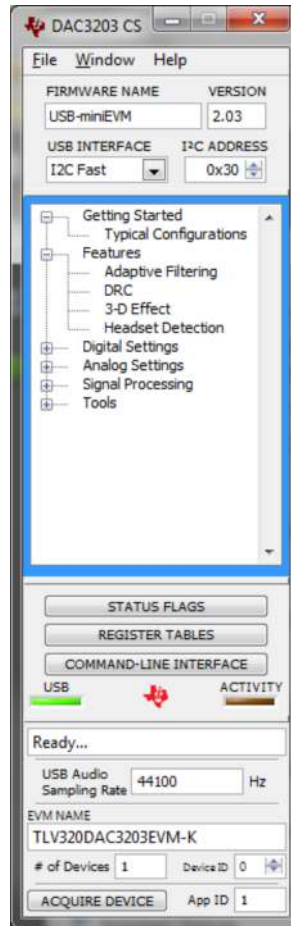 DAC3203 CS
File Window Help
FIRMWARE NAME VERSION
USB-miniEVM 2.03
USB INTERFACE I²C ADDRESS
I2C Fast 0x30
Getting Started
Typical Configurations
Features
Adaptive Filtering
DRC
3-D Effect
Headset Detection
Digital Settings
Analog Settings
Signal Processing
Tools
STATUS FLAGS
REGISTER TABLES
COMMAND-LINE INTERFACE
USB ACTIVITY
Ready...
USB Audio
Sampling Rate 44100 Hz
EVM NAME
TLV320DAC3203EVM-K
# of Devices 1 Device ID 0
ACQUIRE DEVICE App ID 1